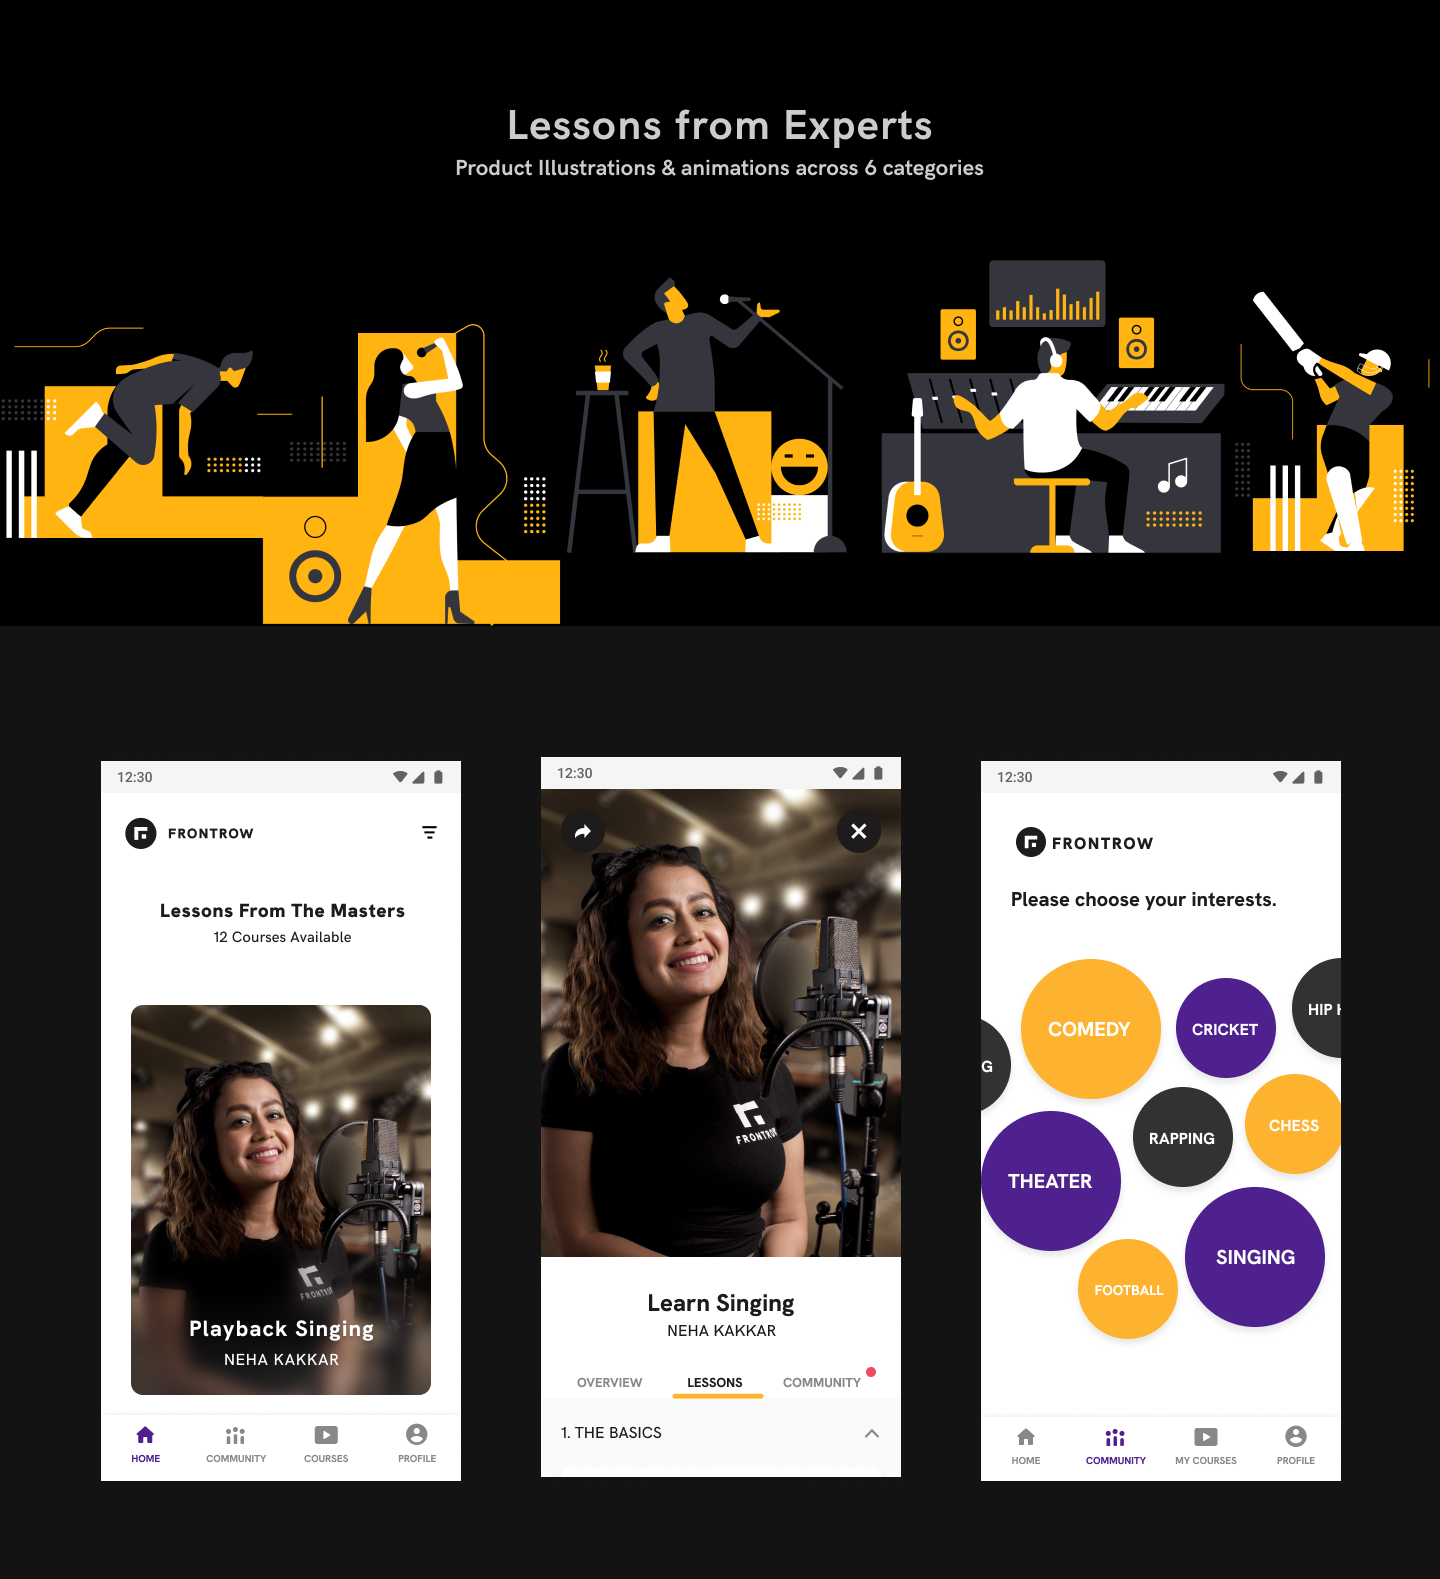 Lessons from Experts
Product Illustrations & animations across 6 categories
12:30
FRONTROW
Lessons From The Masters
12 Courses Available
FRONTROW
Playback Singing
NEHA KAKKAR
HOME
COMMUNITY
COURSES
PROFILE
12:30
FRONTROW
Learn Singing
NEHA KAKKAR
OVERVIEW
LESSONS
COMMUNITY
1. THE BASICS
12:30
FRONTROW
Please choose your interests.
COMEDY
CRICKET
HIP
G
RAPPING
CHESS
THEATER
SINGING
FOOTBALL
HOME
COMMUNITY
MY COURSES
PROFILE